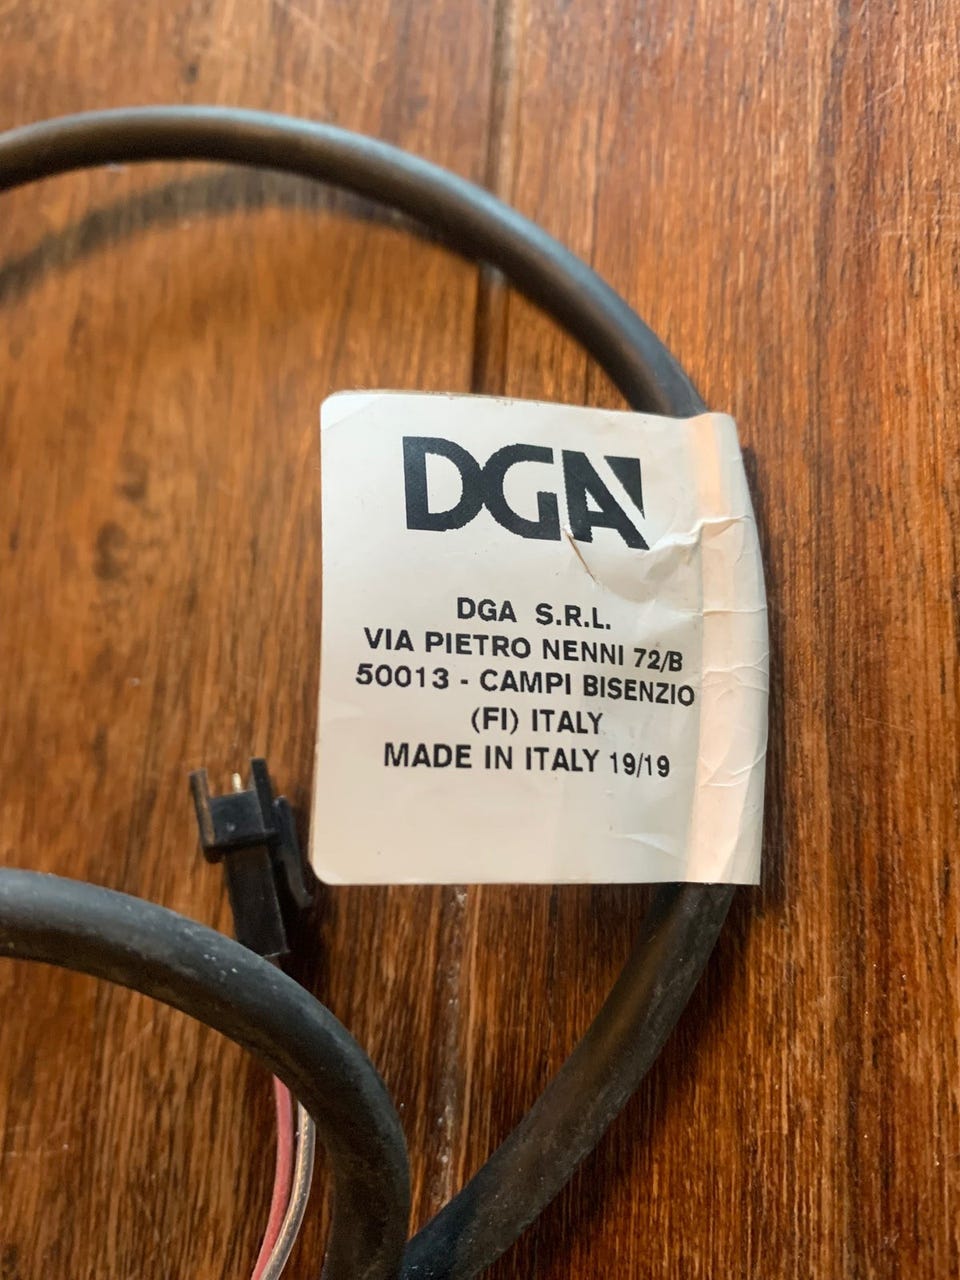 DGA
DGA S.R.L.
VIA PIETRO NENNI 72/B
50013 - CAMPI BISENZIO
(FI) ITALY
MADE IN ITALY 19/19